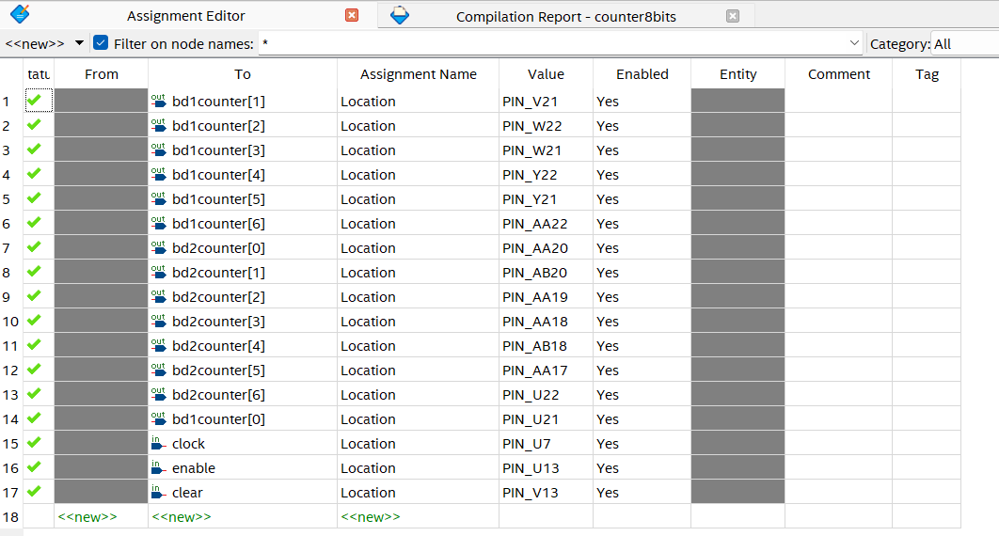 Assignment Editor
Compilation Report - counter8bits
<<new>> Filter on node names: * Category: All
tatu From To Assignment Name Value Enabled Entity Comment Tag
1 out bd1counter[1] Location PIN_V21 Yes
2 out bd1counter[2] Location PIN_W22 Yes
3 out bd1counter[3] Location PIN_W21 Yes
4 out bd1counter[4] Location PIN_Y22 Yes
5 out bd1counter[5] Location PIN_Y21 Yes
6 out bd1counter[6] Location PIN_AA22 Yes
7 out bd2counter[0] Location PIN_AA20 Yes
8 out bd2counter[1] Location PIN_AB20 Yes
9 out bd2counter[2] Location PIN_AA19 Yes
10 out bd2counter[3] Location PIN_AA18 Yes
11 out bd2counter[4] Location PIN_AB18 Yes
12 out bd2counter[5] Location PIN_AA17 Yes
13 out bd2counter[6] Location PIN_U22 Yes
14 out bd1counter[0] Location PIN_U21 Yes
15 in clock Location PIN_U7 Yes
16 in enable Location PIN_U13 Yes
17 in clear Location PIN_V13 Yes
18 <<new>> <<new>> <<new>>